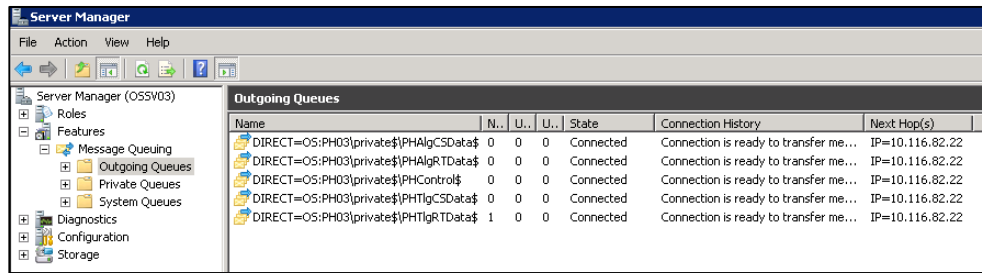 Server Manager
File Action View Help
Server Manager (OSSV03)
Roles
Features
Message Queuing
Outgoing Queues
Private Queues
System Queues
Diagnostics
Configuration
Storage
Outgoing Queues
Name N.. U.. U.. State Connection History Next Hop(s)
DIRECT=OS:PH03\private$\PHAlgCSData$ 0 0 0 Connected Connection is ready to transfer me... IP=10.116.82.22
DIRECT=OS:PH03\private$\PHAlgRTData$ 0 0 0 Connected Connection is ready to transfer me... IP=10.116.82.22
DIRECT=OS:PH03\private$\PHControl$ 0 0 0 Connected Connection is ready to transfer me... IP=10.116.82.22
DIRECT=OS:PH03\private$\PHTlgCSData$ 0 0 0 Connected Connection is ready to transfer me... IP=10.116.82.22
DIRECT=OS:PH03\private$\PHTlgRTData$ 1 0 0 Connected Connection is ready to transfer me... IP=10.116.82.22